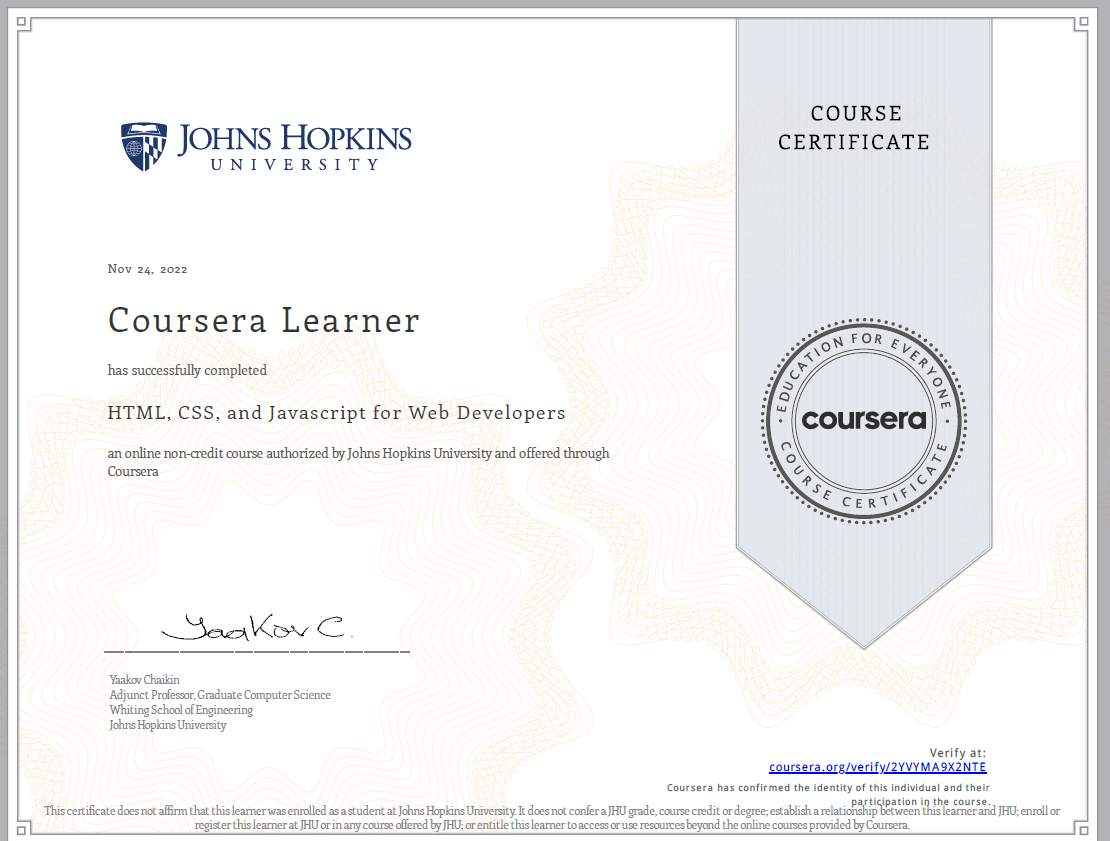 JOHNS HOPKINS
UNIVERSITY
COURSE
CERTIFICATE
Nov 24, 2022
Coursera Learner
has successfully completed
HTML, CSS, and Javascript for Web Developers
an online non-credit course authorized by Johns Hopkins University and offered through
Coursera
EDUCATION FOR EVERYONE
coursera
COURSE CERTIFICATE
Yaakov C.
Yaakov Chaikin
Adjunct Professor, Graduate Computer Science
Whiting School of Engineering
Johns Hopkins University
Verify at:
coursera.org/verify/2YVYMA9X2NTE
Coursera has confirmed the identity of this individual and their
participation in the course.
This certificate does not affirm that this learner was enrolled as a student at Johns Hopkins University. It does not confer a JHU grade, course credit or degree; establish a relationship between this learner and JHU; enroll or
register this learner at JHU or in any course offered by JHU; or entitle this learner to access or use resources beyond the online courses provided by Coursera.